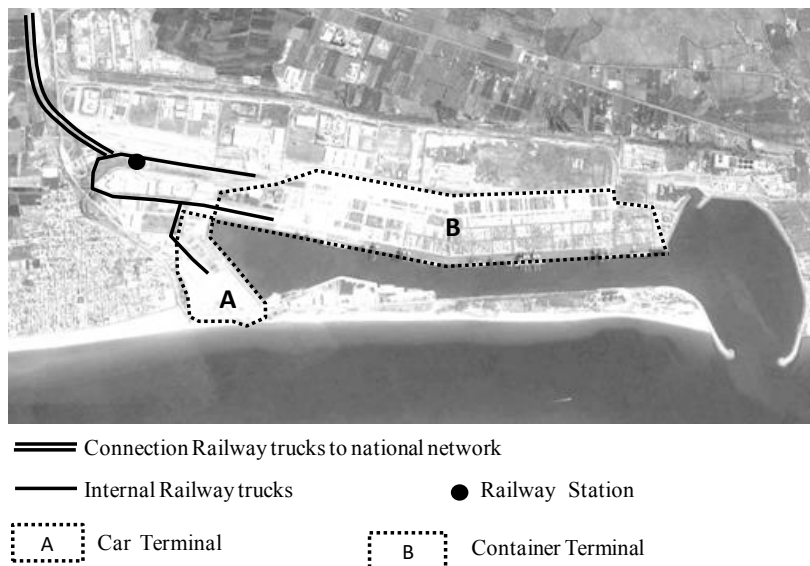 B
A
Connection Railway trucks to national network
Internal Railway trucks Railway Station
A Car Terminal B Container Terminal